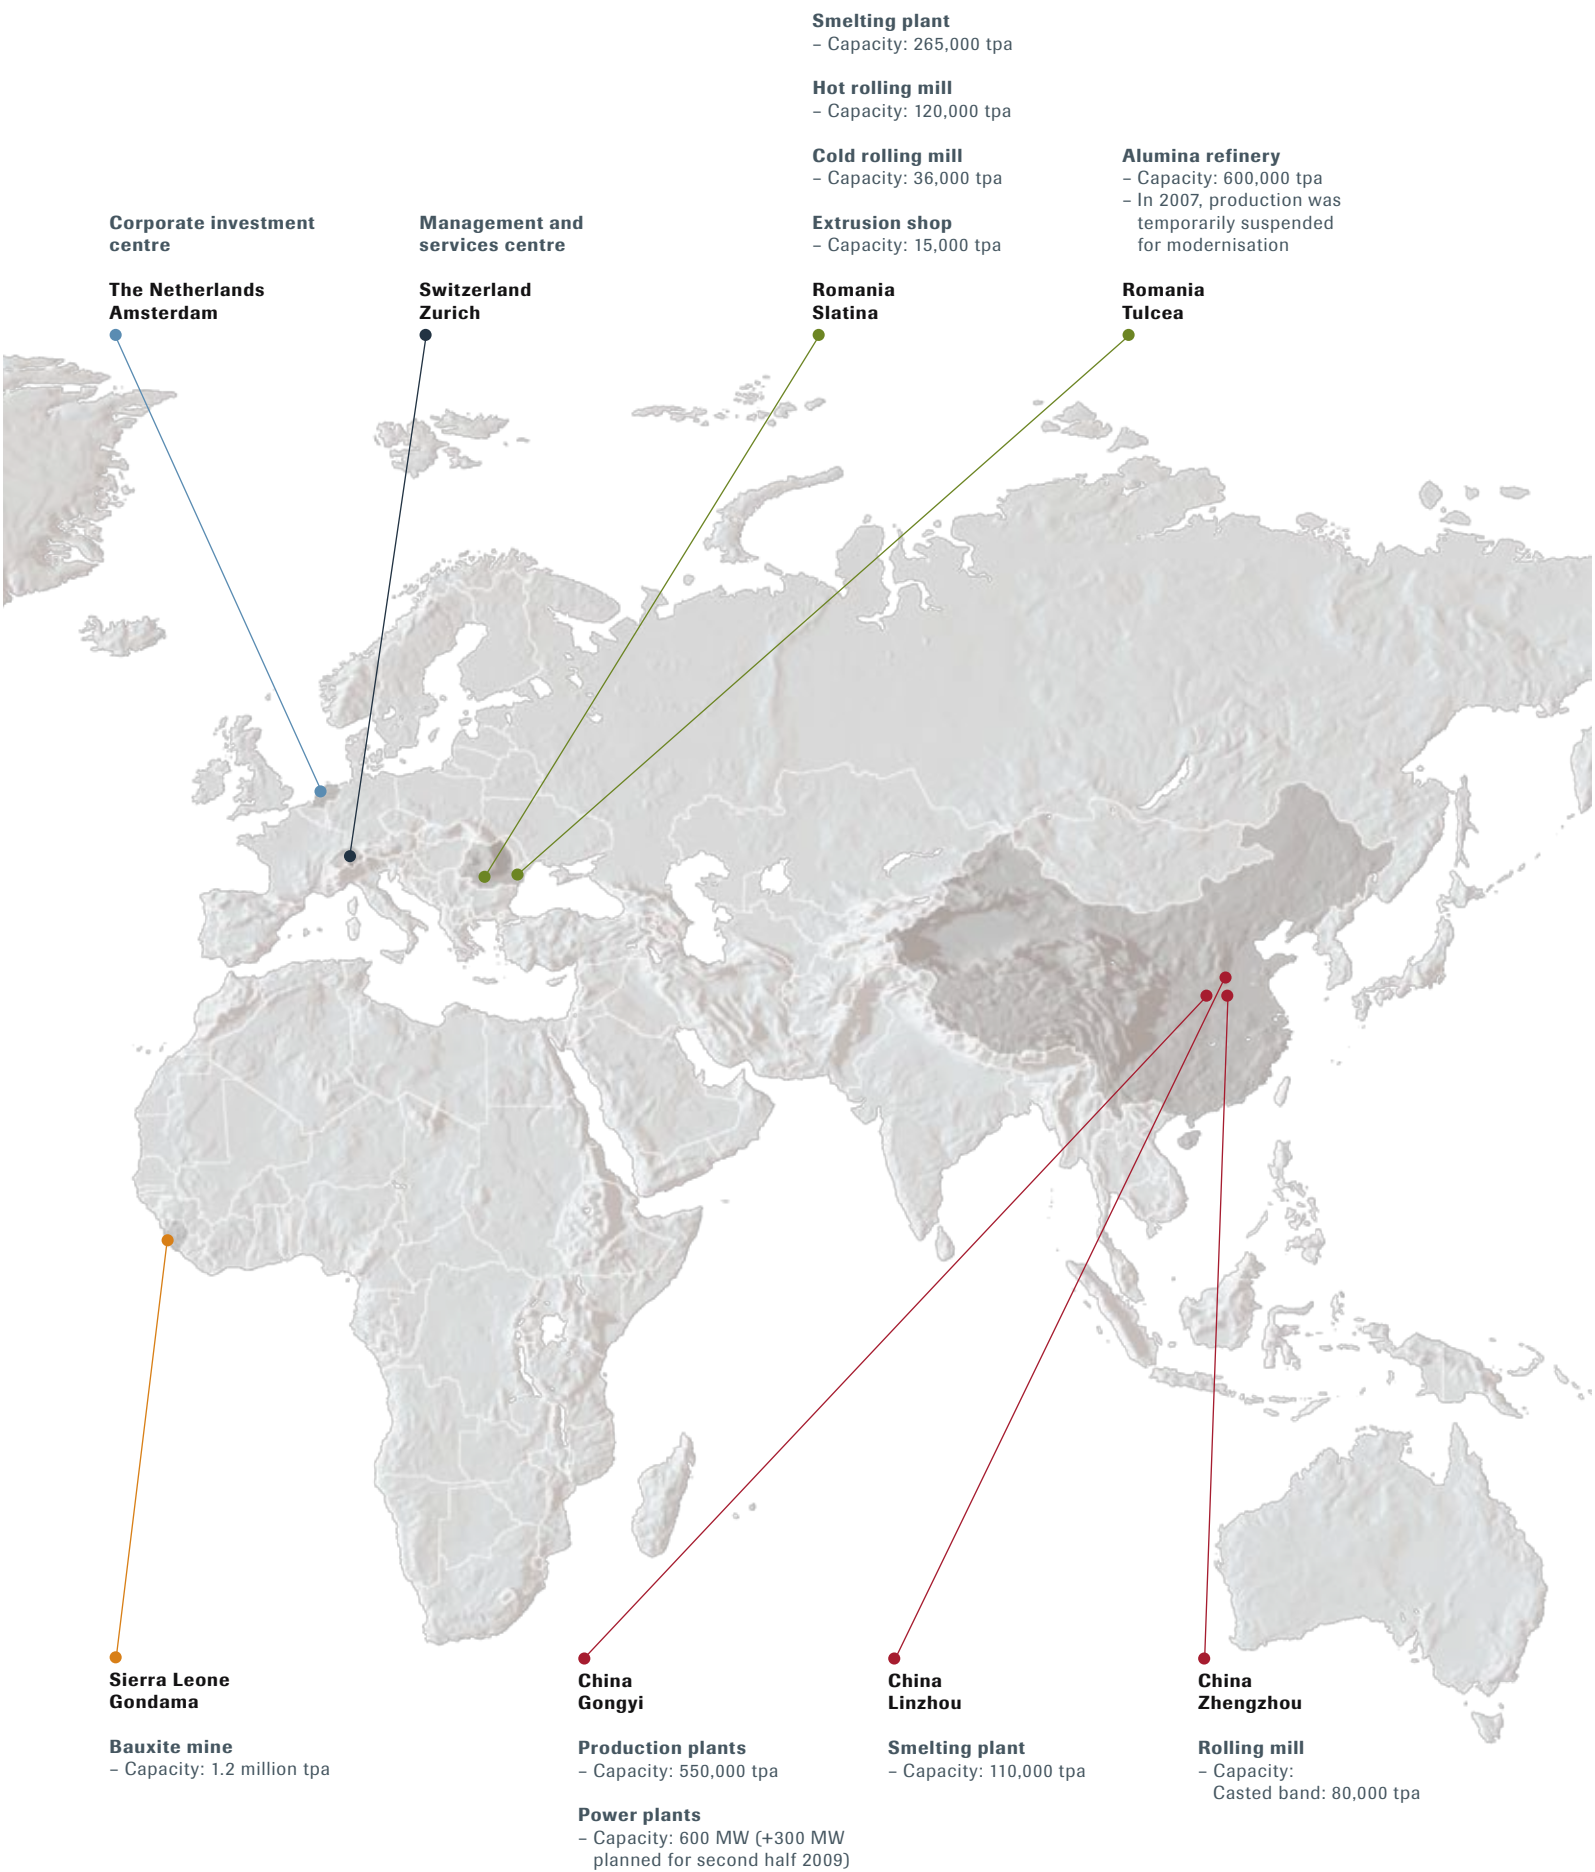 Smelting plant
– Capacity: 265,000 tpa
Hot rolling mill
– Capacity: 120,000 tpa
Cold rolling mill
– Capacity: 36,000 tpa
Extrusion shop
– Capacity: 15,000 tpa
Alumina refinery
– Capacity: 600,000 tpa
– In 2007, production was
temporarily suspended
for modernisation
Corporate investment
centre
Management and
services centre
The Netherlands
Amsterdam
Switzerland
Zurich
Romania
Slatina
Romania
Tulcea
Sierra Leone
Gondama
Bauxite mine
– Capacity: 1.2 million tpa
China
Gongyi
Production plants
– Capacity: 550,000 tpa
Power plants
– Capacity: 600 MW (+300 MW
planned for second half 2009)
China
Linzhou
Smelting plant
– Capacity: 110,000 tpa
China
Zhengzhou
Rolling mill
– Capacity:
Casted band: 80,000 tpa